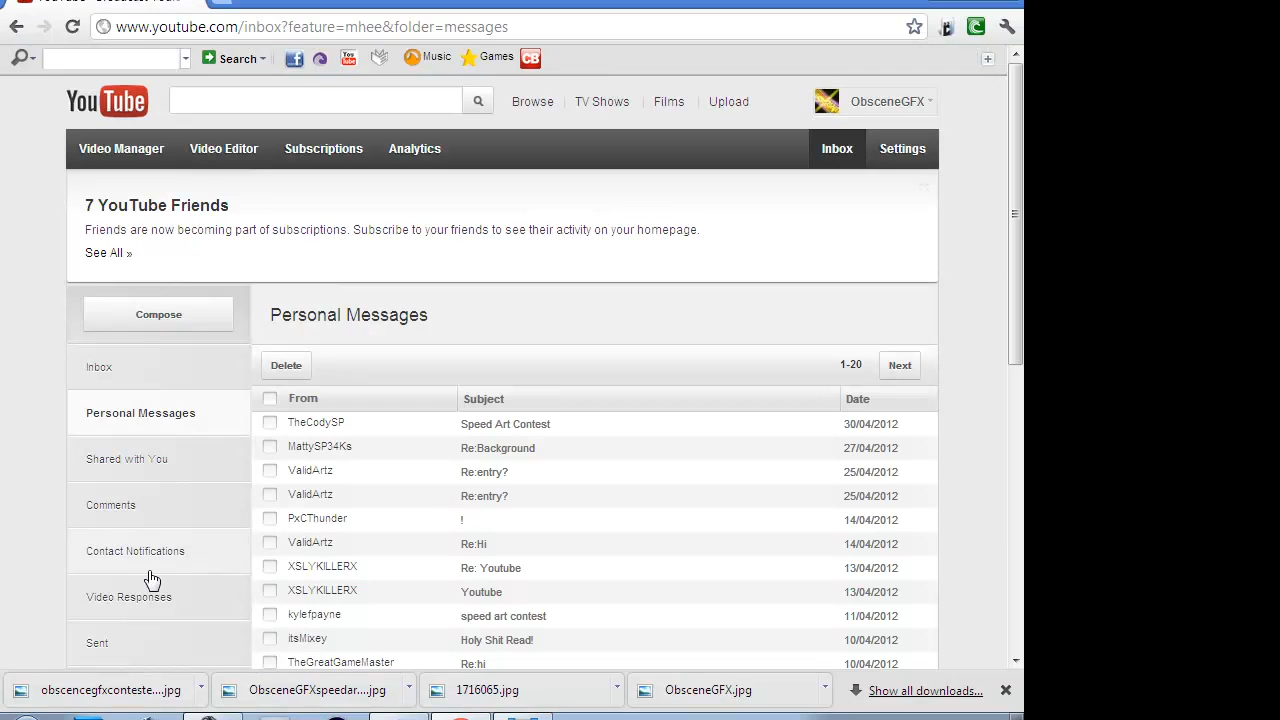 www.youtube.com/inbox?feature=mhee&folder=messages
Search
You Tube
Music
Games
CB
YouTube
Browse
TV Shows
Films
Upload
ObsceneGFX
Video Manager
Video Editor
Subscriptions
Analytics
Inbox
Settings
7 YouTube Friends
Friends are now becoming part of subscriptions. Subscribe to your friends to see their activity on your homepage.
See All »
Compose
Personal Messages
Inbox
Delete
1-20
Next
From
Subject
Date
Personal Messages
TheCodySP
Speed Art Contest
30/04/2012
MattySP34Ks
Re:Background
27/04/2012
Shared with You
ValidArtz
Re:entry?
25/04/2012
ValidArtz
Re:entry?
25/04/2012
Comments
PxCThunder
!
14/04/2012
ValidArtz
Re:Hi
14/04/2012
Contact Notifications
XSLYKILLERX
Re: Youtube
13/04/2012
XSLYKILLERX
Youtube
13/04/2012
Video Responses
kylefpayne
speed art contest
11/04/2012
itsMixey
Holy Shit Read!
10/04/2012
Sent
TheGreatGameMaster
Re:hi
10/04/2012
obscencegfxconteste....jpg
ObsceneGFXspeedar....jpg
1716065.jpg
ObsceneGFX.jpg
Show all downloads...